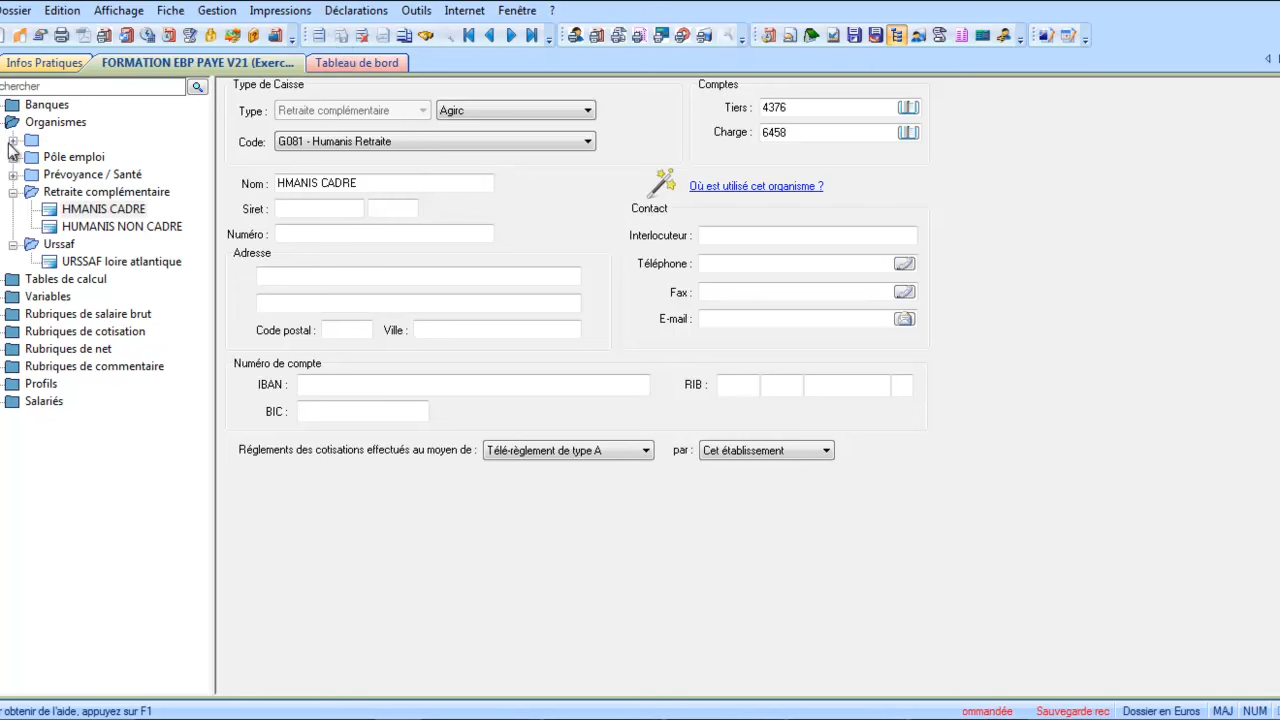 Dossier Edition Affichage Fiche Gestion Impressions Déclarations Outils Internet Fenêtre ?
Infos Pratiques FORMATION EBP PAYE V21 (Exerc... Tableau de bord
chercher
Banques
Organismes
Pôle emploi
Prévoyance / Santé
Retraite complémentaire
HMANIS CADRE
HUMANIS NON CADRE
Urssaf
URSSAF loire atlantique
Tables de calcul
Variables
Rubriques de salaire brut
Rubriques de cotisation
Rubriques de net
Rubriques de commentaire
Profils
Salariés
Type de Caisse
Type : Retraite complémentaire Agirc
Code: G081 - Humanis Retraite
Comptes
Tiers : 4376
Charge : 6458
Nom : HMANIS CADRE
Siret :
Numéro :
Où est utilisé cet organisme ?
Adresse
Code postal : Ville :
Contact
Interlocuteur :
Téléphone :
Fax :
E-mail :
Numéro de compte
IBAN : RIB :
BIC :
Réglements des cotisations effectués au moyen de : Télé-règlement de type A par : Cet établissement
r obtenir de l'aide, appuyez sur F1 ommandée Sauvegarde rec Dossier en Euros MAJ NUM